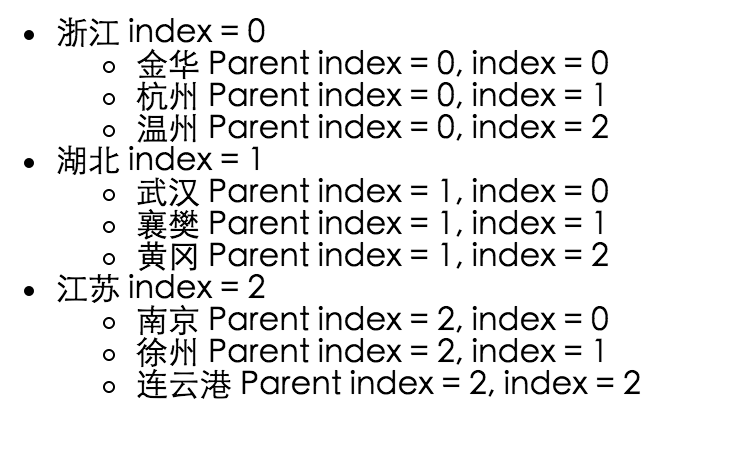 浙江 index = 0
金华 Parent index = 0, index = 0
杭州 Parent index = 0, index = 1
温州 Parent index = 0, index = 2
湖北 index = 1
武汉 Parent index = 1, index = 0
襄樊 Parent index = 1, index = 1
黄冈 Parent index = 1, index = 2
江苏 index = 2
南京 Parent index = 2, index = 0
徐州 Parent index = 2, index = 1
连云港 Parent index = 2, index = 2